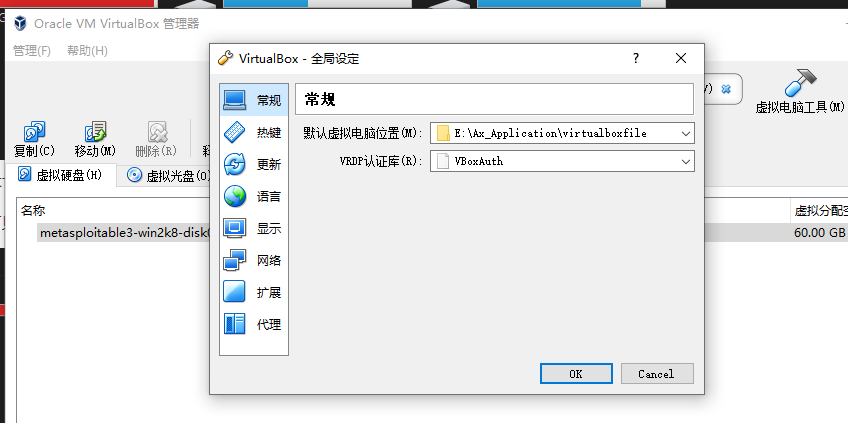 Oracle VM VirtualBox 管理器
管理(F) 帮助(H)
VirtualBox - 全局设定
?
常规
热键
更新
语言
显示
网络
扩展
代理
常规
默认虚拟电脑位置(M): E:\Ax_Application\virtualboxfile
VRDP认证库(R): VBoxAuth
OK Cancel
虚拟电脑工具(M)
复制(C) 移动(M) 删除(R)
虚拟硬盘(H) 虚拟光盘(O)
名称 虚拟分配空
metasploitable3-win2k8-disk0 60.00 GB